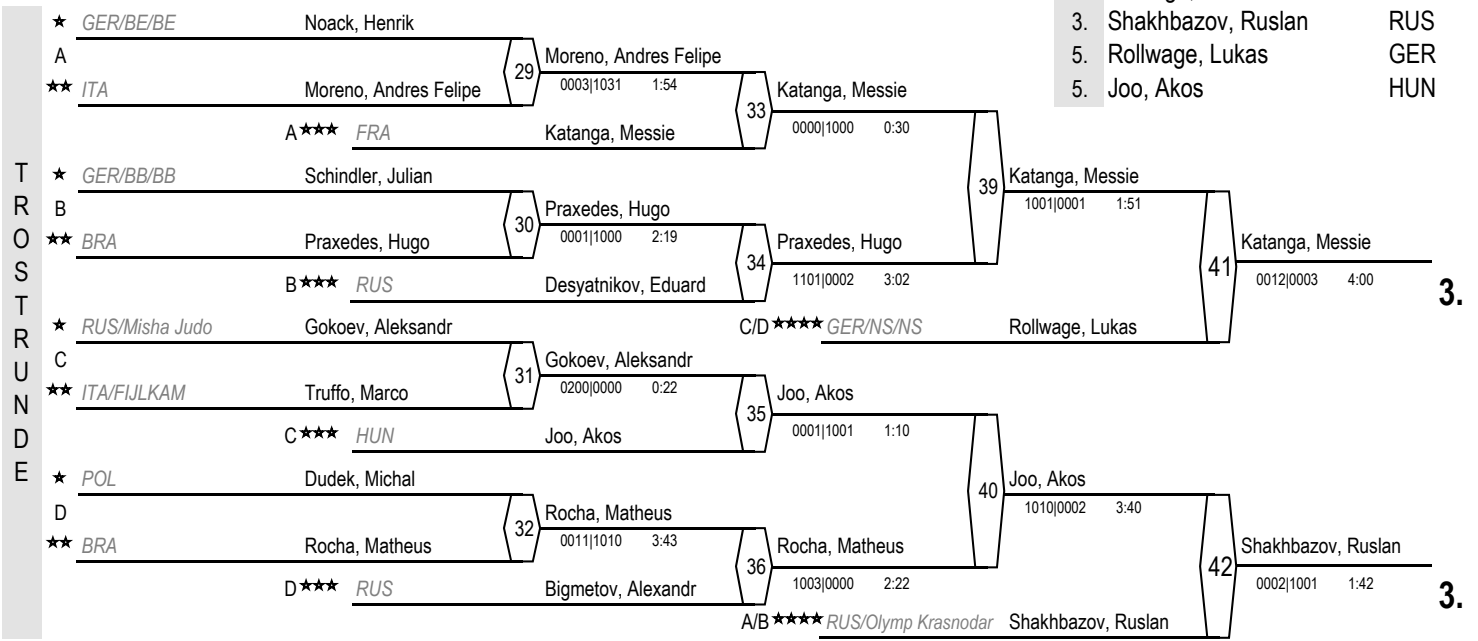 3. Shakhbazov, Ruslan RUS
5. Rollwage, Lukas GER
5. Joo, Akos HUN
TROSTRUNDE
★ GER/BE/BE Noack, Henrik
A
★★ ITA Moreno, Andres Felipe
29
Moreno, Andres Felipe
0003|1031 1:54
A★★★ FRA Katanga, Messie
33
Katanga, Messie
0000|1000 0:30
★ GER/BB/BB Schindler, Julian
B
★★ BRA Praxedes, Hugo
30
Praxedes, Hugo
0001|1000 2:19
B★★★ RUS Desyatnikov, Eduard
34
Praxedes, Hugo
1101|0002 3:02
39
Katanga, Messie
1001|0001 1:51
C/D★★★★ GER/NS/NS Rollwage, Lukas
41
Katanga, Messie
0012|0003 4:00
3.
★ RUS/Misha Judo Gokoev, Aleksandr
C
★★ ITA/FIJLKAM Truffo, Marco
31
Gokoev, Aleksandr
0200|0000 0:22
C★★★ HUN Joo, Akos
35
Joo, Akos
0001|1001 1:10
★ POL Dudek, Michal
D
★★ BRA Rocha, Matheus
32
Rocha, Matheus
0011|1010 3:43
D★★★ RUS Bigmetov, Alexandr
36
Rocha, Matheus
1003|0000 2:22
40
Joo, Akos
1010|0002 3:40
A/B★★★★ RUS/Olymp Krasnodar Shakhbazov, Ruslan
42
Shakhbazov, Ruslan
0002|1001 1:42
3.